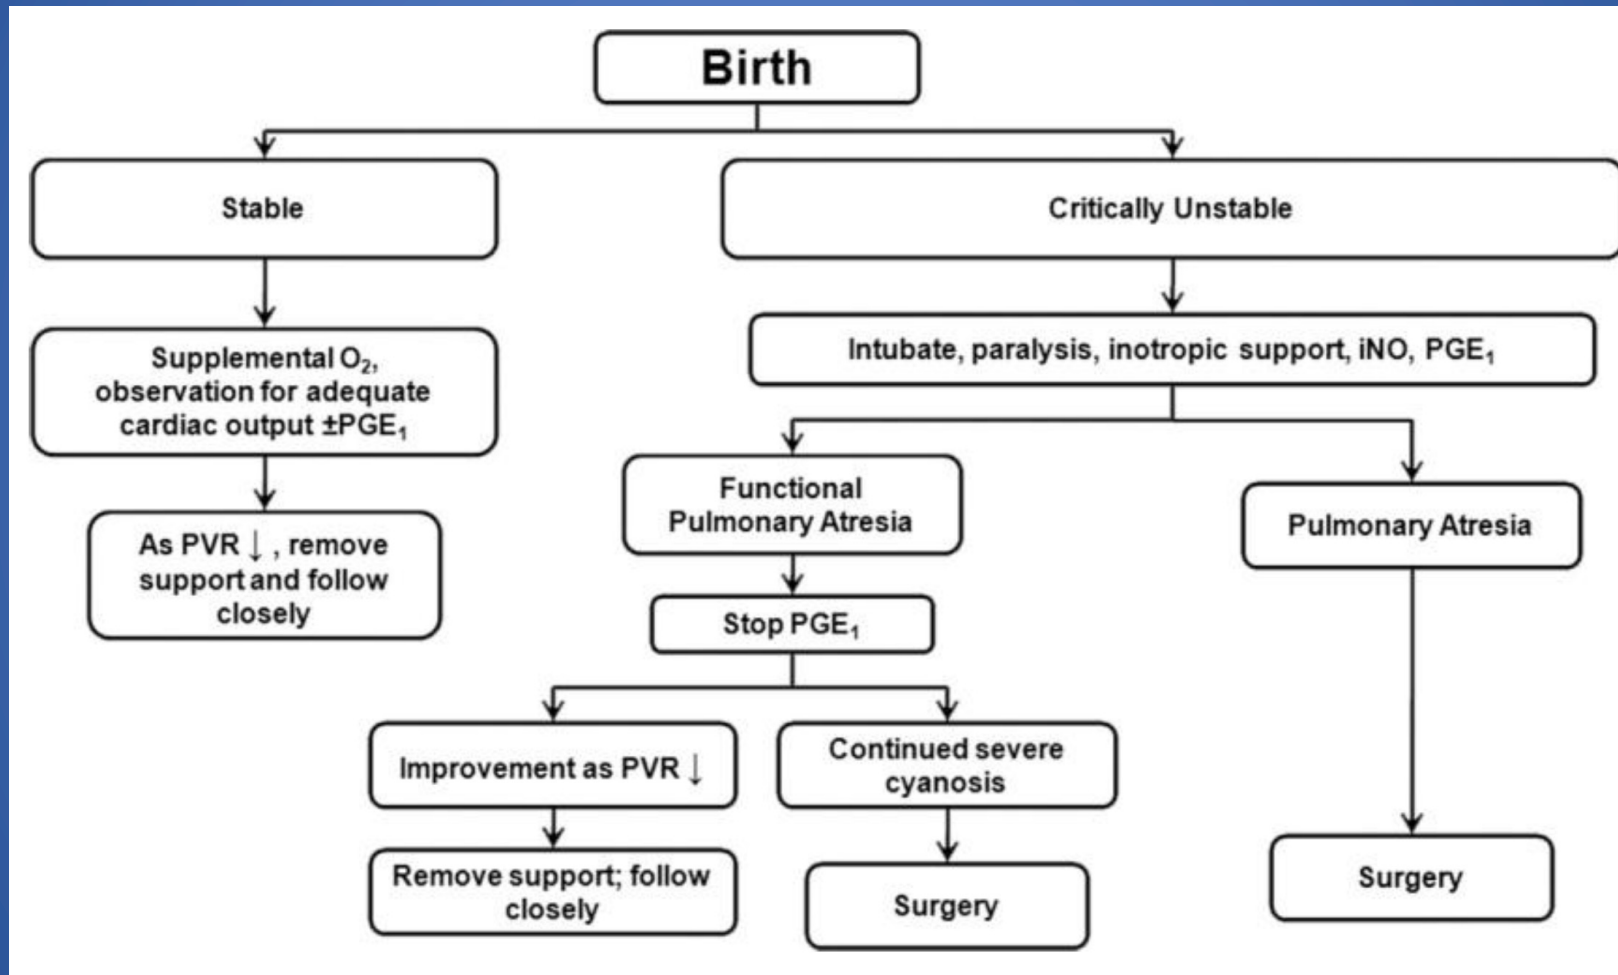 Birth
Stable
Critically Unstable
Supplemental O₂,
observation for adequate
cardiac output ±PGE₁
Intubate, paralysis, inotropic support, iNO, PGE₁
As PVR ↓ , remove
support and follow
closely
Functional
Pulmonary Atresia
Pulmonary Atresia
Stop PGE₁
Improvement as PVR ↓
Continued severe
cyanosis
Remove support; follow
closely
Surgery
Surgery